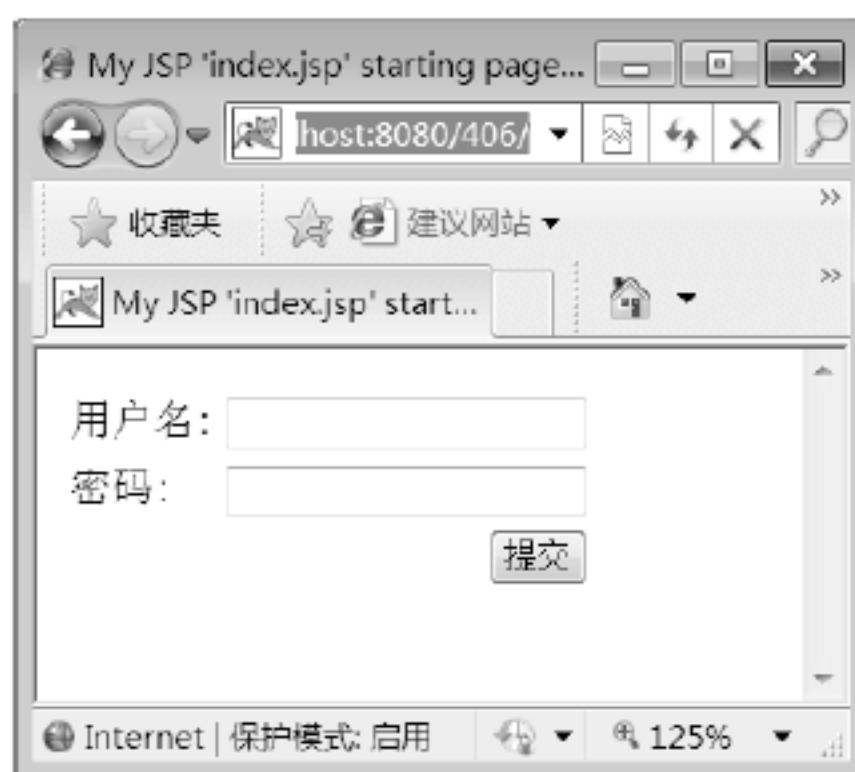 My JSP 'index.jsp' starting page...
lhost:8080/406/
收藏夹 建议网站
My JSP 'index.jsp' start...
用户名:
密码:
提交
Internet | 保护模式: 启用 125%